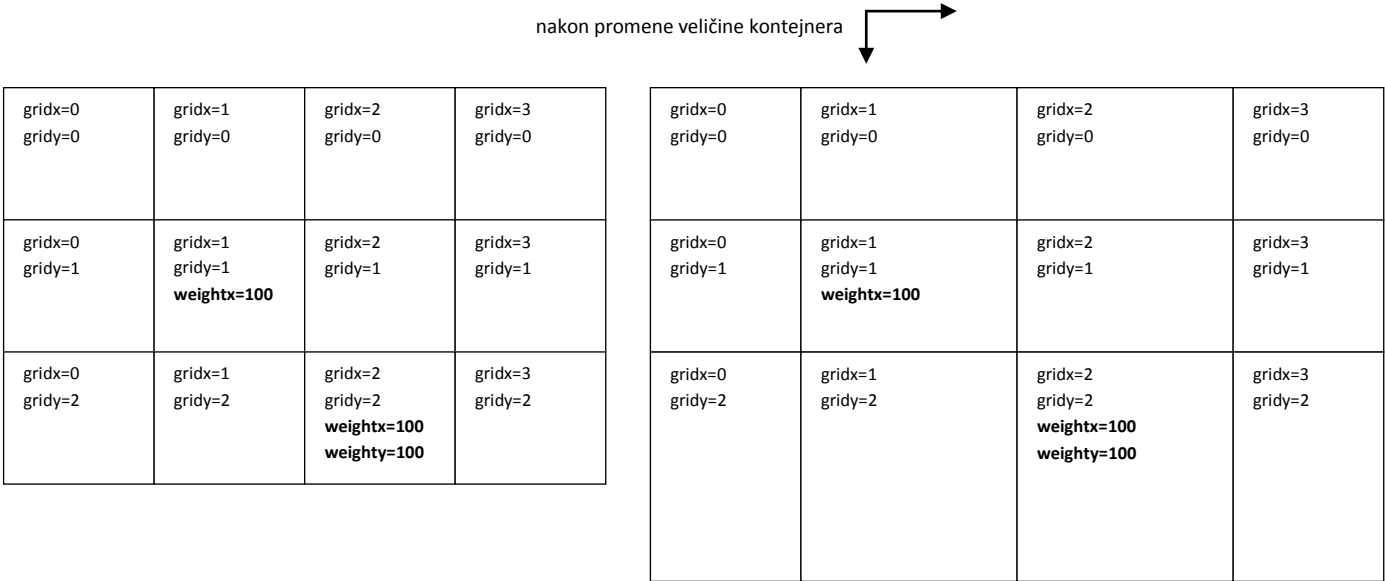 nakon promene veličine kontejnera
gridx=0
gridy=0
gridx=1
gridy=0
gridx=2
gridy=0
gridx=3
gridy=0
gridx=0
gridy=1
gridx=1
gridy=1
weightx=100
gridx=2
gridy=1
gridx=3
gridy=1
gridx=0
gridy=2
gridx=1
gridy=2
gridx=2
gridy=2
weightx=100
weighty=100
gridx=3
gridy=2
gridx=0
gridy=0
gridx=1
gridy=0
gridx=2
gridy=0
gridx=3
gridy=0
gridx=0
gridy=1
gridx=1
gridy=1
weightx=100
gridx=2
gridy=1
gridx=3
gridy=1
gridx=0
gridy=2
gridx=1
gridy=2
gridx=2
gridy=2
weightx=100
weighty=100
gridx=3
gridy=2